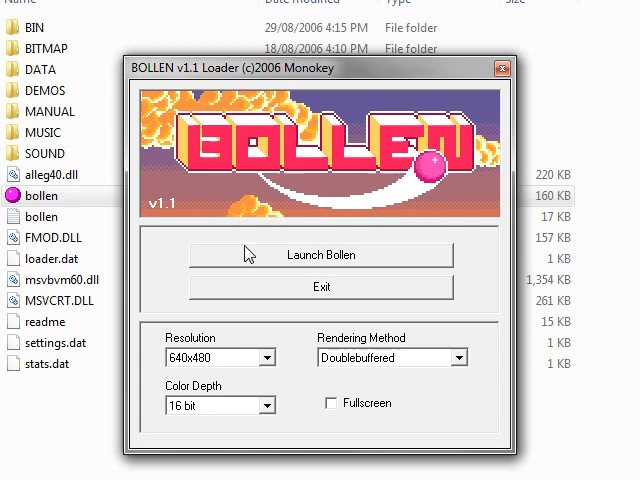 Name Date modified Type Size
BIN 29/08/2006 4:15 PM File folder
BITMAP 18/08/2006 4:10 PM File folder
DATA
DEMOS
MANUAL
MUSIC
SOUND
alleg40.dll 220 KB
bollen 160 KB
bollen 17 KB
FMOD.DLL 157 KB
loader.dat 1 KB
msvbvm60.dll 1,354 KB
MSVCRT.DLL 261 KB
readme 15 KB
settings.dat 1 KB
stats.dat 1 KB
BOLLEN v1.1 Loader (c)2006 Monokey
BOLLEN
v1.1
Launch Bollen
Exit
Resolution
640x480
Rendering Method
Doublebuffered
Color Depth
16 bit
Fullscreen